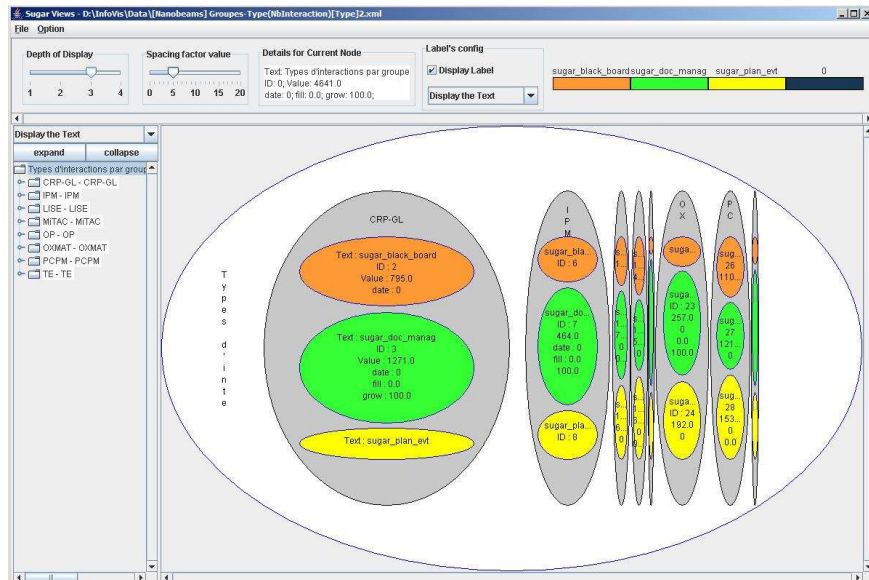 Sugar Views - D:\InfoVis\Data\[Nanobeams] Groupes-Type(NbInteraction)[Type]2.xml
File Option
Depth of Display
1 2 3 4
Spacing factor value
0 5 10 15 20
Details for Current Node
Text: Types d'interactions par groupe
ID: 0; Value: 4641.0
date: 0; fill: 0.0; grow: 100.0;
Label's config
Display Label
Display the Text
sugar_black_board sugar_doc_manag sugar_plan_evt 0
Display the Text
expand collapse
Types d'interactions par group
CRP-GL - CRP-GL
IPM - IPM
LISE - LISE
MiTAC - MiTAC
OP - OP
OXMAT - OXMAT
PCPM - PCPM
TE - TE
Types d'inte
CRP-GL
Text : sugar_black_board
ID : 2
Value : 795.0
date : 0
Text : sugar_doc_manag
ID : 3
Value : 1271.0
date : 0
fill : 0.0
grow : 100.0
Text : sugar_plan_evt
IPM
sugar_bla...
ID : 6
sugar_do...
ID : 7
464.0
date : 0
fill : 0.0
100.0
sugar_pla...
ID : 8
OX
suga...
suga...
ID : 23
257.0
0
0.0
100.0
suga...
ID : 24
192.0
0
PC
sug...
26
110...
sug...
27
121...
0
sug...
28
153...
0
0.0